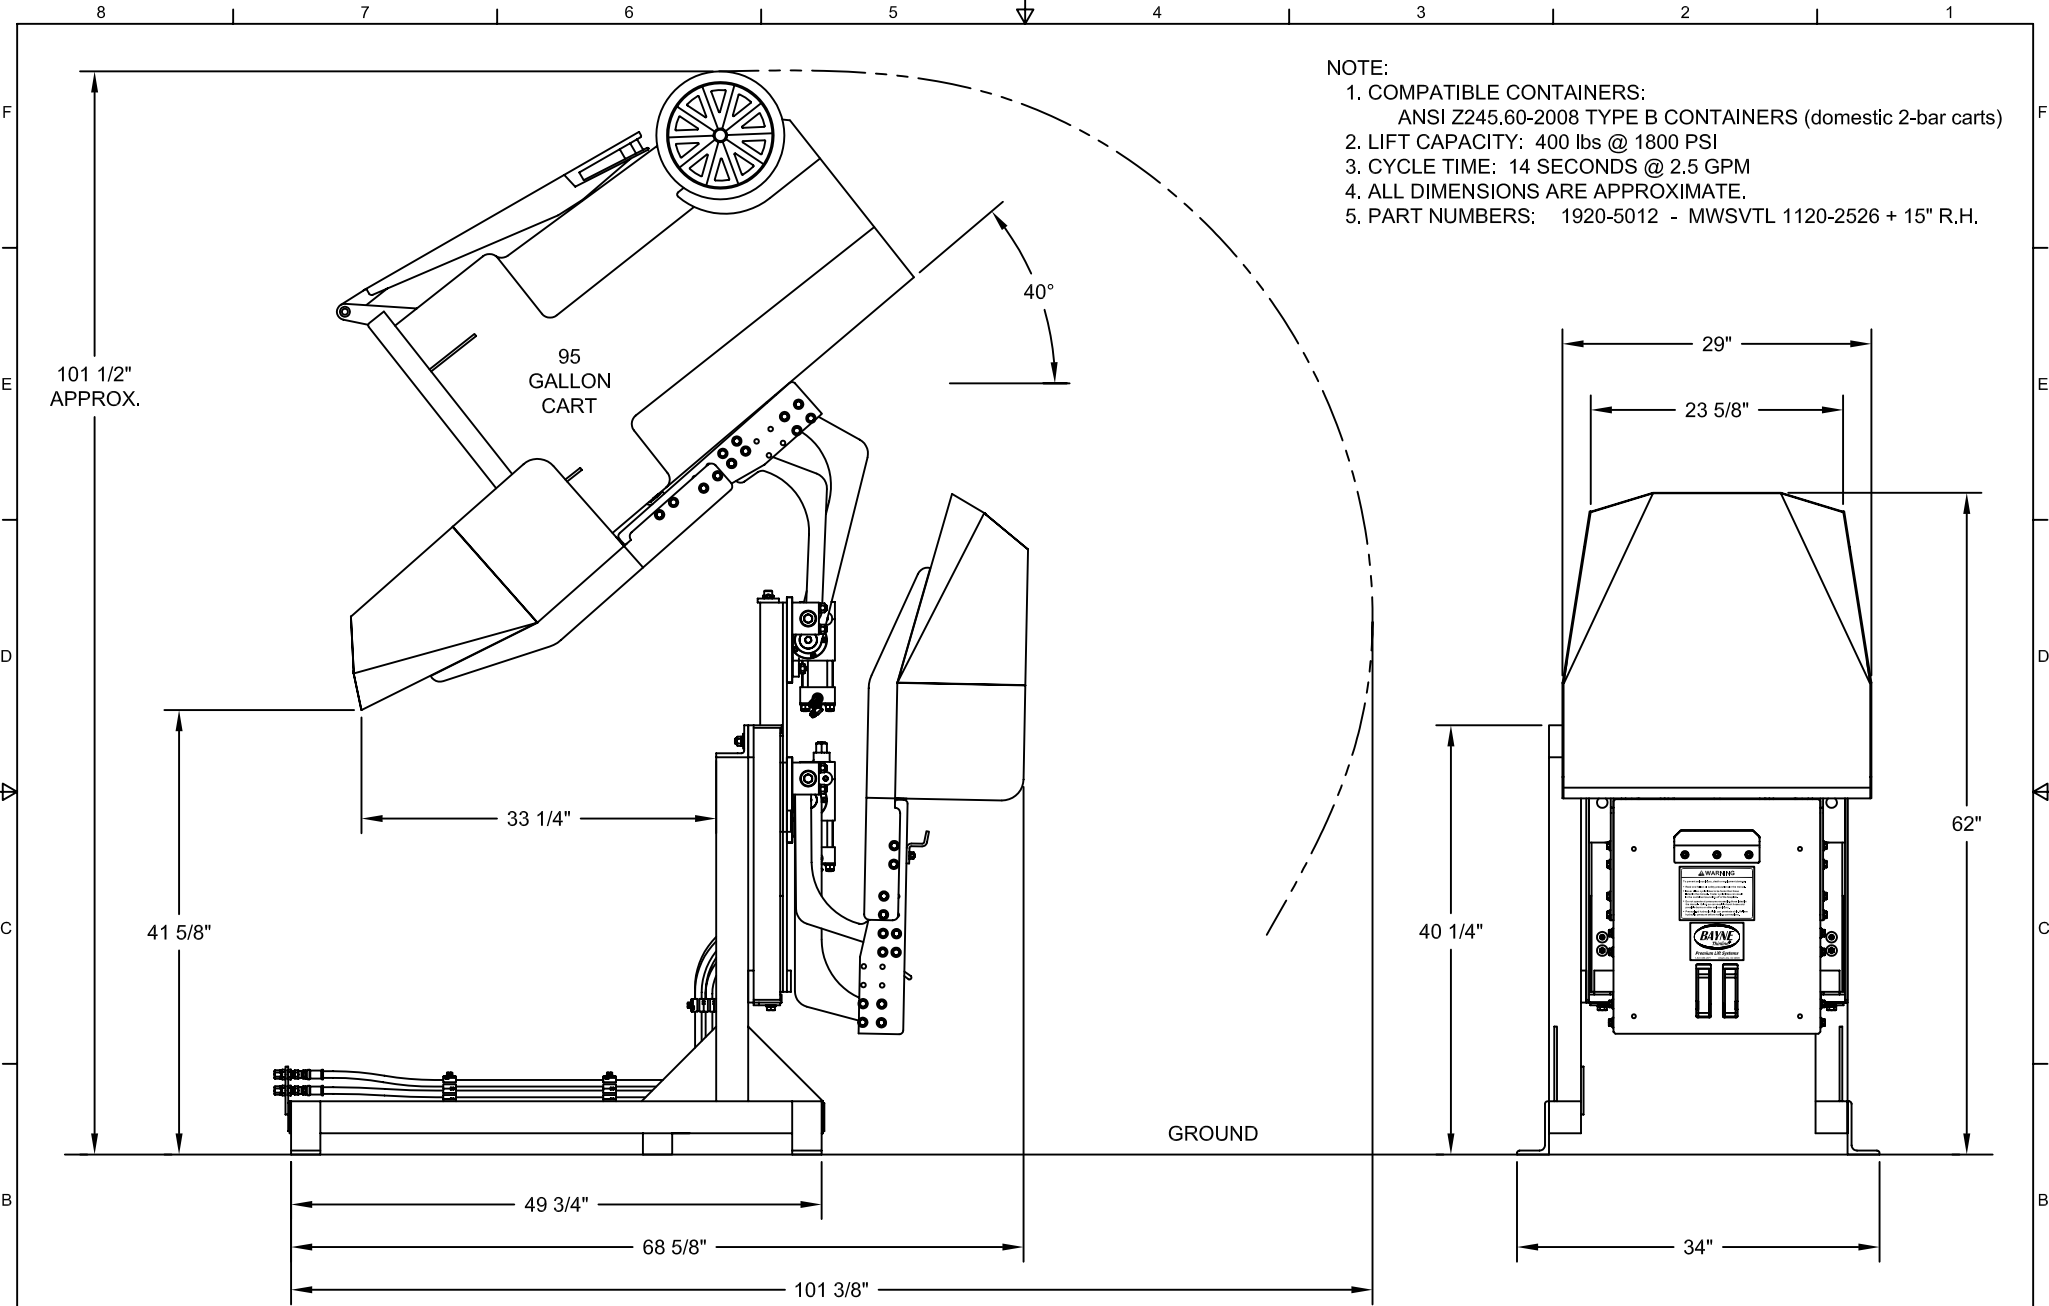 8 7 6 5 4 3 2 1
NOTE:
1. COMPATIBLE CONTAINERS:
ANSI Z245.60-2008 TYPE B CONTAINERS (domestic 2-bar carts)
2. LIFT CAPACITY: 400 lbs @ 1800 PSI
3. CYCLE TIME: 14 SECONDS @ 2.5 GPM
4. ALL DIMENSIONS ARE APPROXIMATE.
5. PART NUMBERS: 1920-5012 - MWSVTL 1120-2526 + 15" R.H.
F F
40°
29"
95
GALLON
CART
101 1/2"
APPROX.
E E
23 5/8"
D D
33 1/4"
62"
WARNING
41 5/8"
40 1/4"
C C
BAYNE
Thinline
Premium Lift Systems
GROUND
49 3/4"
B B
68 5/8"
34"
101 3/8"